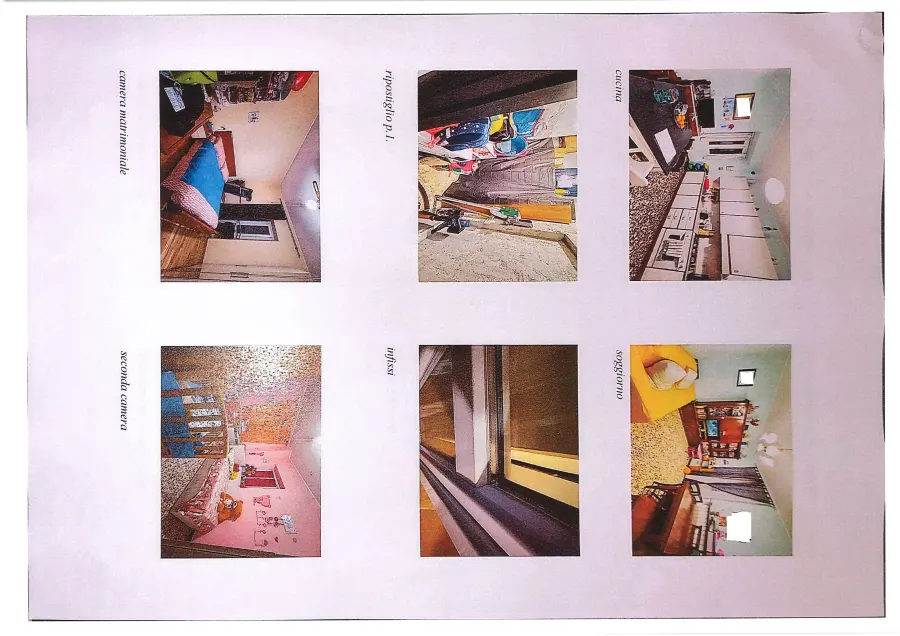 cucina
soggiorno
ripostiglio p.1.
infissi
camera matrimoniale
seconda camera